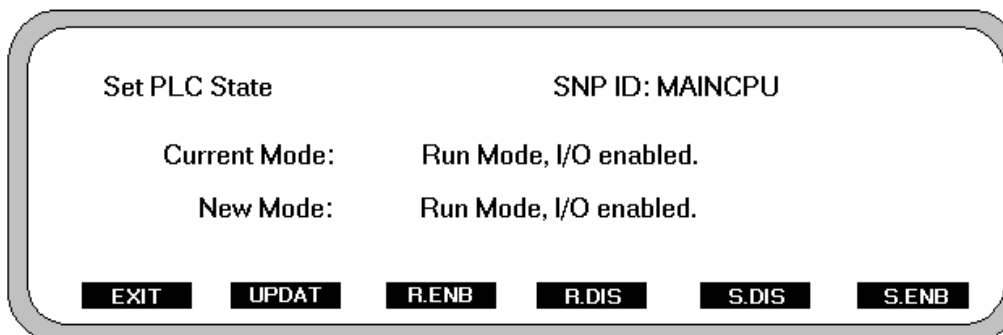 Set PLC State SNP ID: MAINCPU
Current Mode: Run Mode, I/O enabled.
New Mode: Run Mode, I/O enabled.
EXIT UPDAT R.ENB R.DIS S.DIS S.ENB